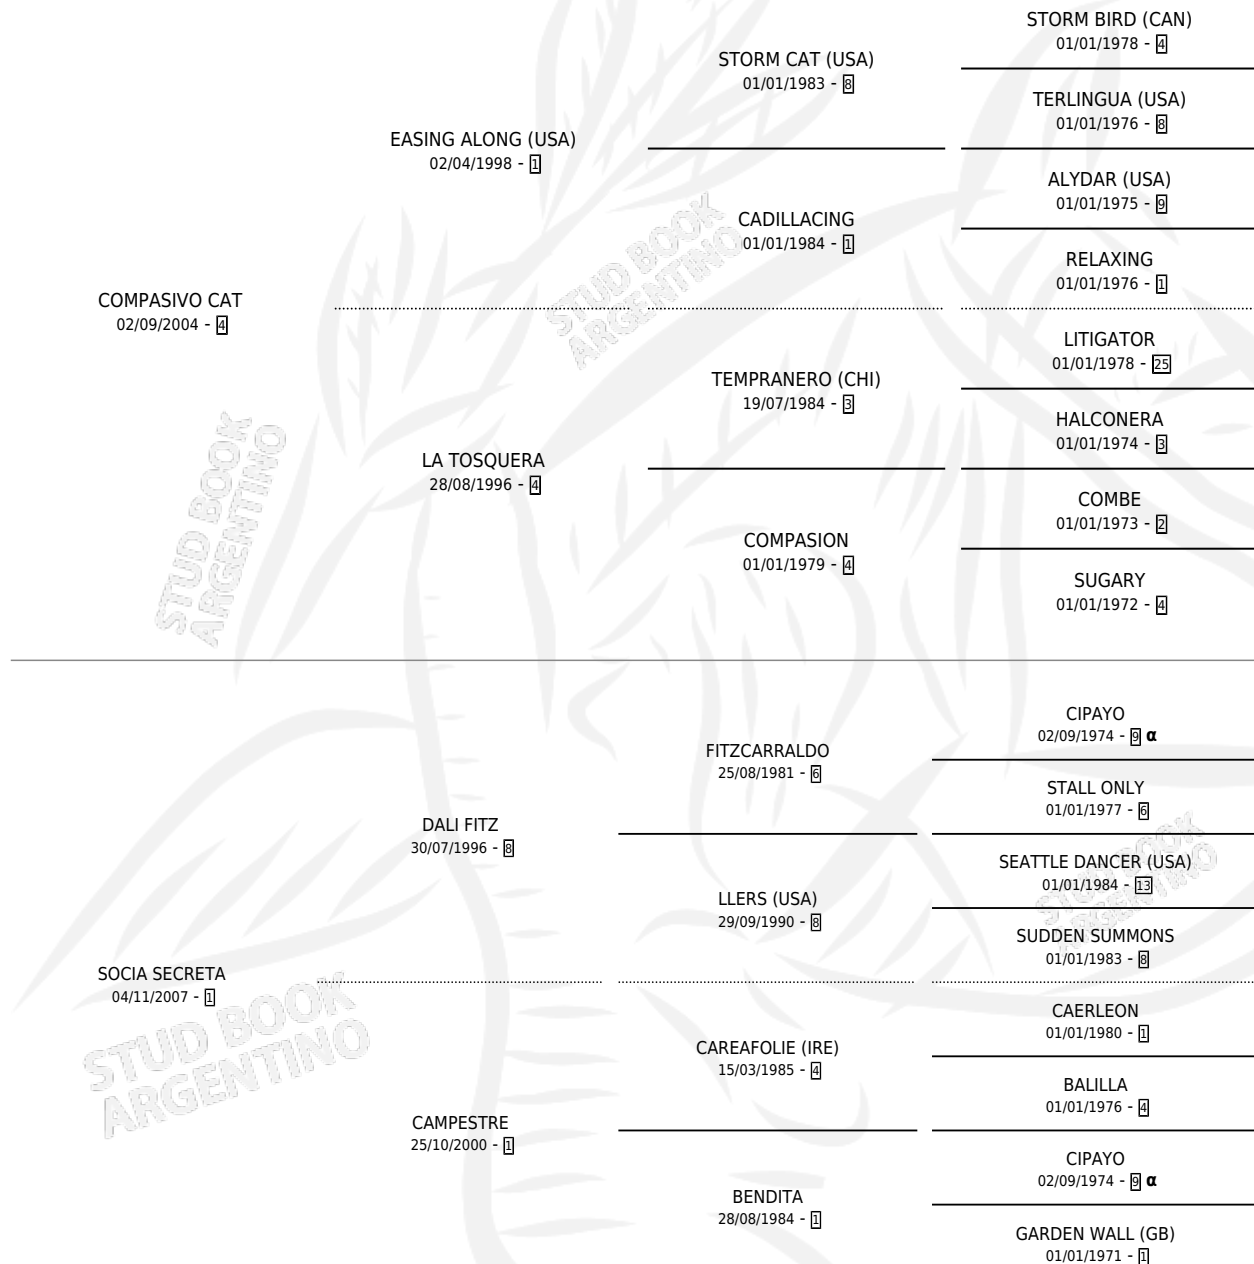 STORM BIRD (CAN)
01/01/1978 - 4
STORM CAT (USA)
01/01/1983 - 8
TERLINGUA (USA)
01/01/1976 - 8
EASING ALONG (USA)
02/04/1998 - 1
ALYDAR (USA)
01/01/1975 - 9
CADILLACING
01/01/1984 - 1
RELAXING
01/01/1976 - 1
COMPASIVO CAT
02/09/2004 - 4
LITIGATOR
01/01/1978 - 25
TEMPRANERO (CHI)
19/07/1984 - 3
HALCONERA
01/01/1974 - 3
LA TOSQUERA
28/08/1996 - 4
COMBE
01/01/1973 - 2
COMPASION
01/01/1979 - 4
SUGARY
01/01/1972 - 4
CIPAYO
02/09/1974 - 9 α
FITZCARRALDO
25/08/1981 - 6
STALL ONLY
01/01/1977 - 6
DALI FITZ
30/07/1996 - 8
SEATTLE DANCER (USA)
01/01/1984 - 13
LLERS (USA)
29/09/1990 - 8
SUDDEN SUMMONS
01/01/1983 - 8
SOCIA SECRETA
04/11/2007 - 1
CAERLEON
01/01/1980 - 1
CAREAFOLIE (IRE)
15/03/1985 - 4
BALILLA
01/01/1976 - 4
CAMPESTRE
25/10/2000 - 1
CIPAYO
02/09/1974 - 9 α
BENDITA
28/08/1984 - 1
GARDEN WALL (GB)
01/01/1971 - 1
STUD BOOK
ARGENTINO
STUD BOOK
ARGENTINO
STUD BOOK
ARGENTINO
STUD BOOK
ARGENTINO